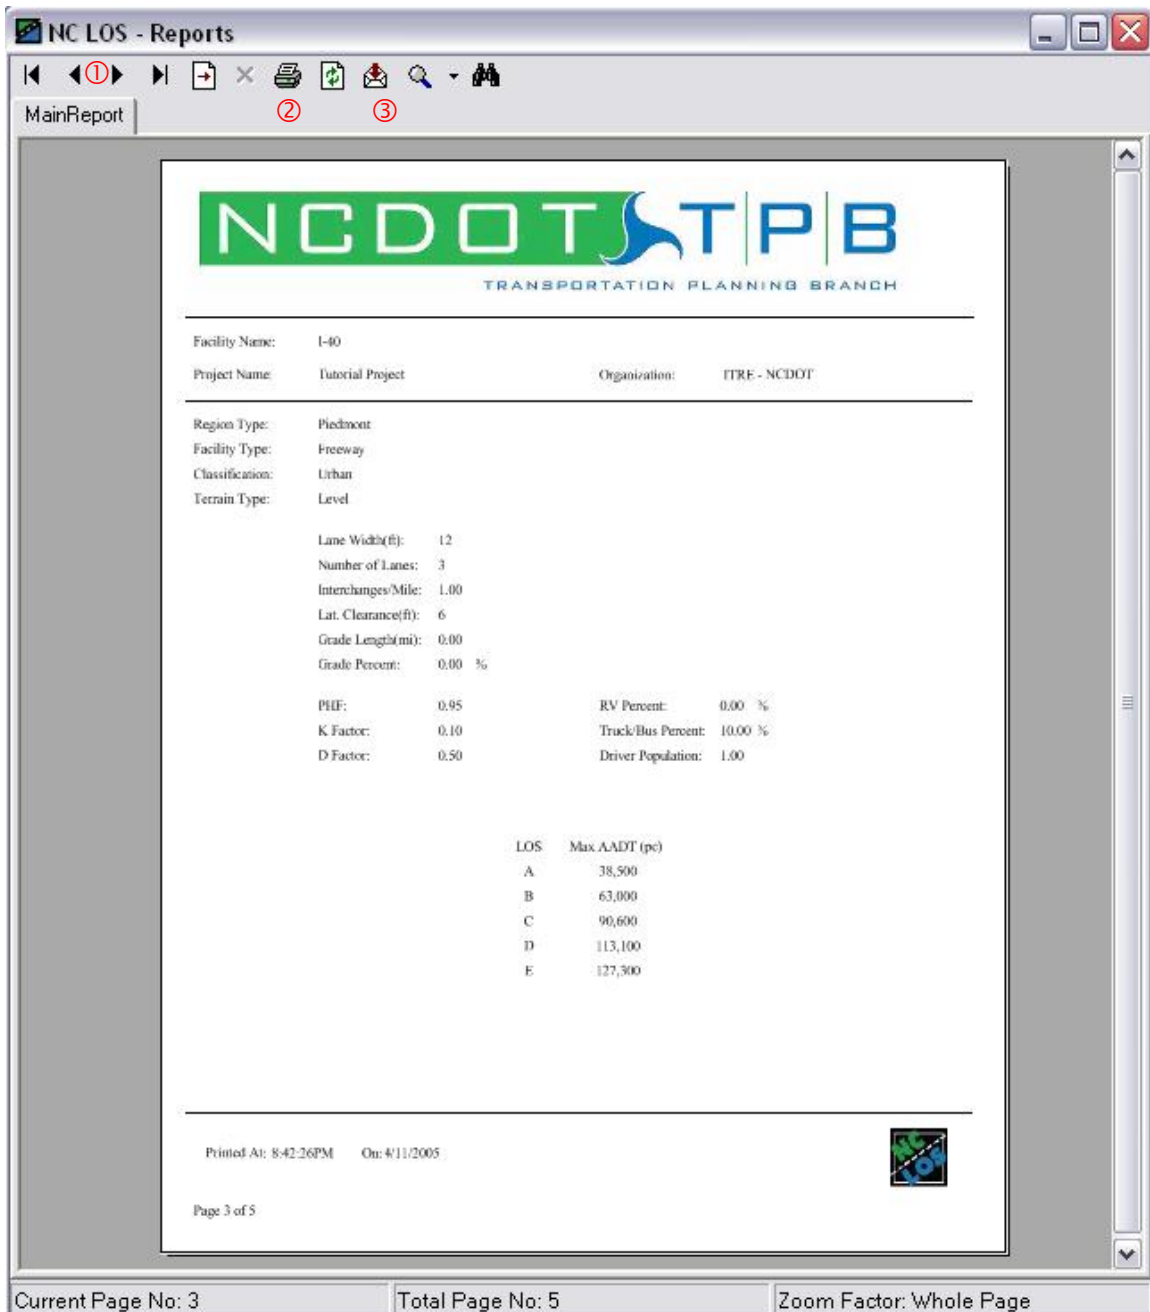 NC LOS - Reports
①
②
③
MainReport
NCDOT TPB
TRANSPORTATION PLANNING BRANCH
Facility Name: I-40
Project Name: Tutorial Project Organization: ITRE - NCDOT
Region Type: Piedmont
Facility Type: Freeway
Classification: Urban
Terrain Type: Level
Lane Width(ft): 12
Number of Lanes: 3
Interchanges/Mile: 1.00
Lat. Clearance(ft): 6
Grade Length(mi): 0.00
Grade Percent: 0.00 %
PHF: 0.95 RV Percent: 0.00 %
K Factor: 0.10 Truck/Bus Percent: 10.00 %
D Factor: 0.50 Driver Population: 1.00
LOS Max AADT (pc)
A 38,500
B 63,000
C 90,600
D 113,100
E 127,300
Printed At: 8:42:26PM On: 4/11/2005
NC
LOS
Page 3 of 5
Current Page No: 3 Total Page No: 5 Zoom Factor: Whole Page